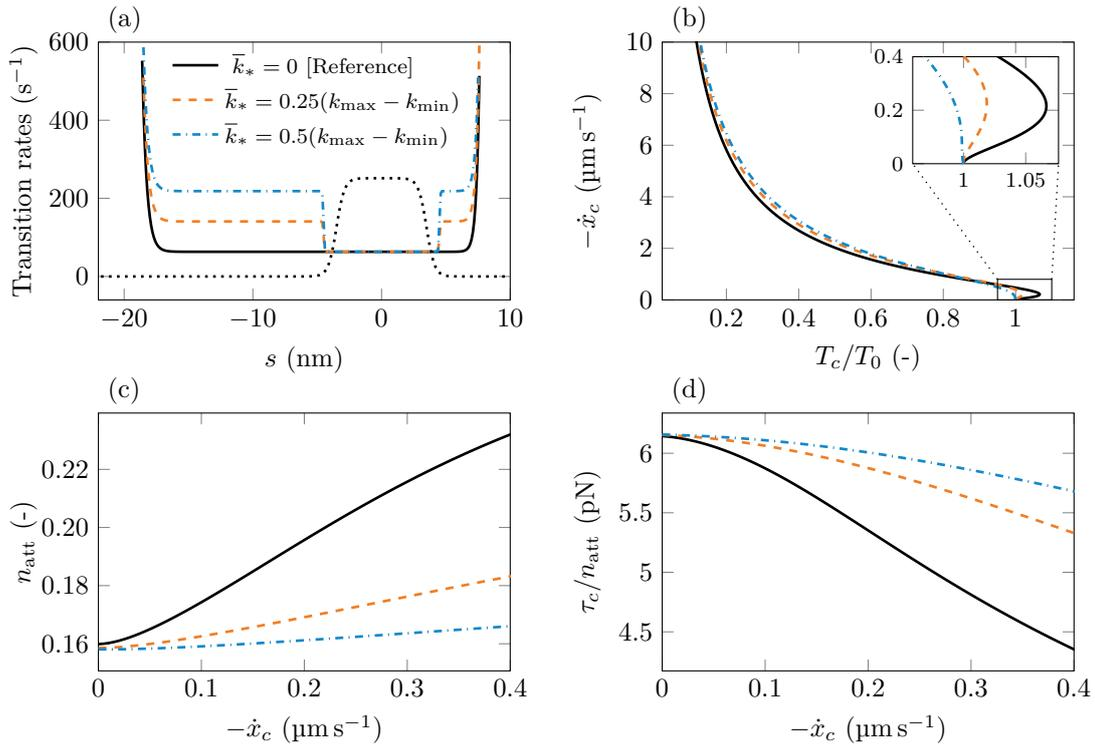 (a)
Transition rates (s⁻¹)
600
400
200
0
k̅* = 0 [Reference]
k̅* = 0.25(kmax − kmin)
k̅* = 0.5(kmax − kmin)
−20 −10 0 10
s (nm)
(b)
−ẋc (µm s⁻¹)
10
8
6
4
2
0
0.4
0.2
0
1 1.05
0.2 0.4 0.6 0.8 1
Tc/T0 (-)
(c)
natt (-)
0.22
0.20
0.18
0.16
0 0.1 0.2 0.3 0.4
−ẋc (µm s⁻¹)
(d)
τc/natt (pN)
6
5.5
5
4.5
0 0.1 0.2 0.3 0.4
−ẋc (µm s⁻¹)